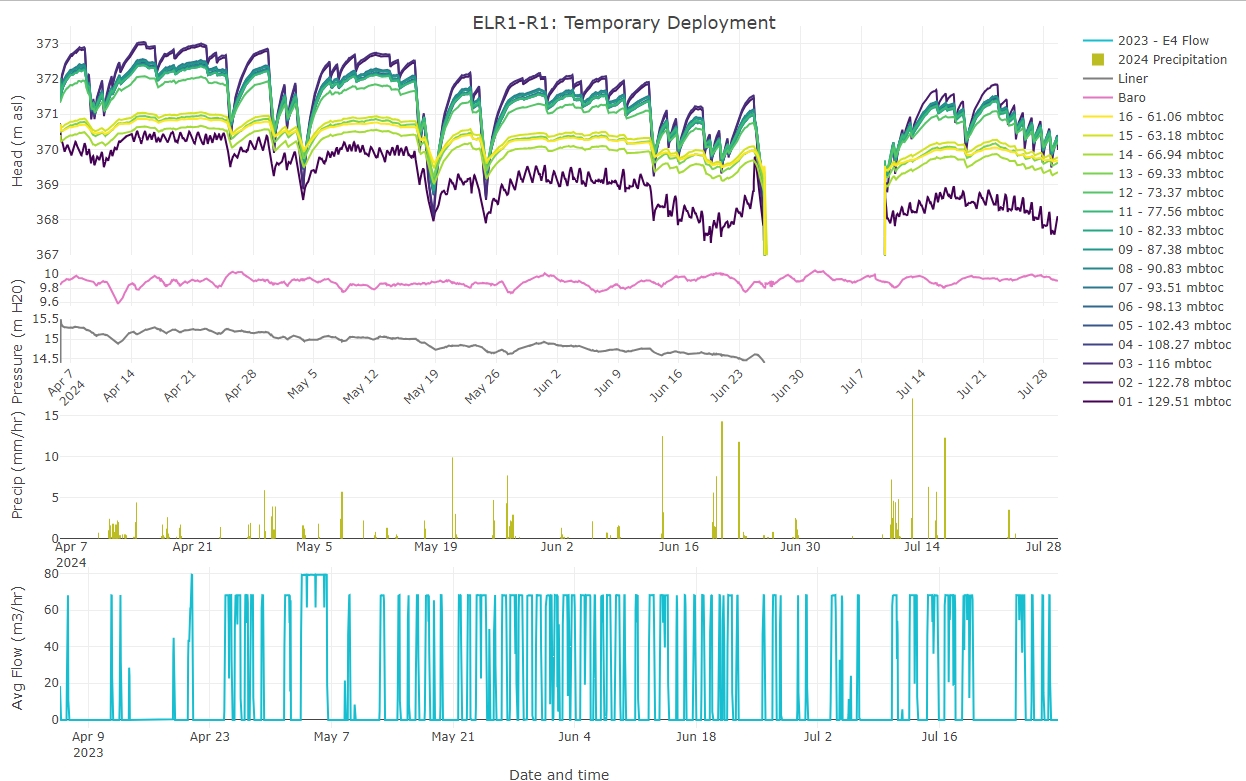 ELR1-R1: Temporary Deployment
Head (m asl)
373
372
371
370
369
368
367
2023 - E4 Flow
2024 Precipitation
Liner
Baro
16 - 61.06 mbtoc
15 - 63.18 mbtoc
14 - 66.94 mbtoc
13 - 69.33 mbtoc
12 - 73.37 mbtoc
11 - 77.56 mbtoc
10 - 82.33 mbtoc
09 - 87.38 mbtoc
08 - 90.83 mbtoc
07 - 93.51 mbtoc
06 - 98.13 mbtoc
05 - 102.43 mbtoc
04 - 108.27 mbtoc
03 - 116 mbtoc
02 - 122.78 mbtoc
01 - 129.51 mbtoc
Pressure (m H2O)
10
9.8
9.6
15.5
15
14.5
Apr 7
2024
Apr 14
Apr 21
Apr 28
May 5
May 12
May 19
May 26
Jun 2
Jun 9
Jun 16
Jun 23
Jun 30
Jul 7
Jul 14
Jul 21
Jul 28
Precip (mm/hr)
15
10
5
0
Apr 7
2024
Apr 21
May 5
May 19
Jun 2
Jun 16
Jun 30
Jul 14
Jul 28
Avg Flow (m3/hr)
80
60
40
20
0
Apr 9
2023
Apr 23
May 7
May 21
Jun 4
Jun 18
Jul 2
Jul 16
Date and time